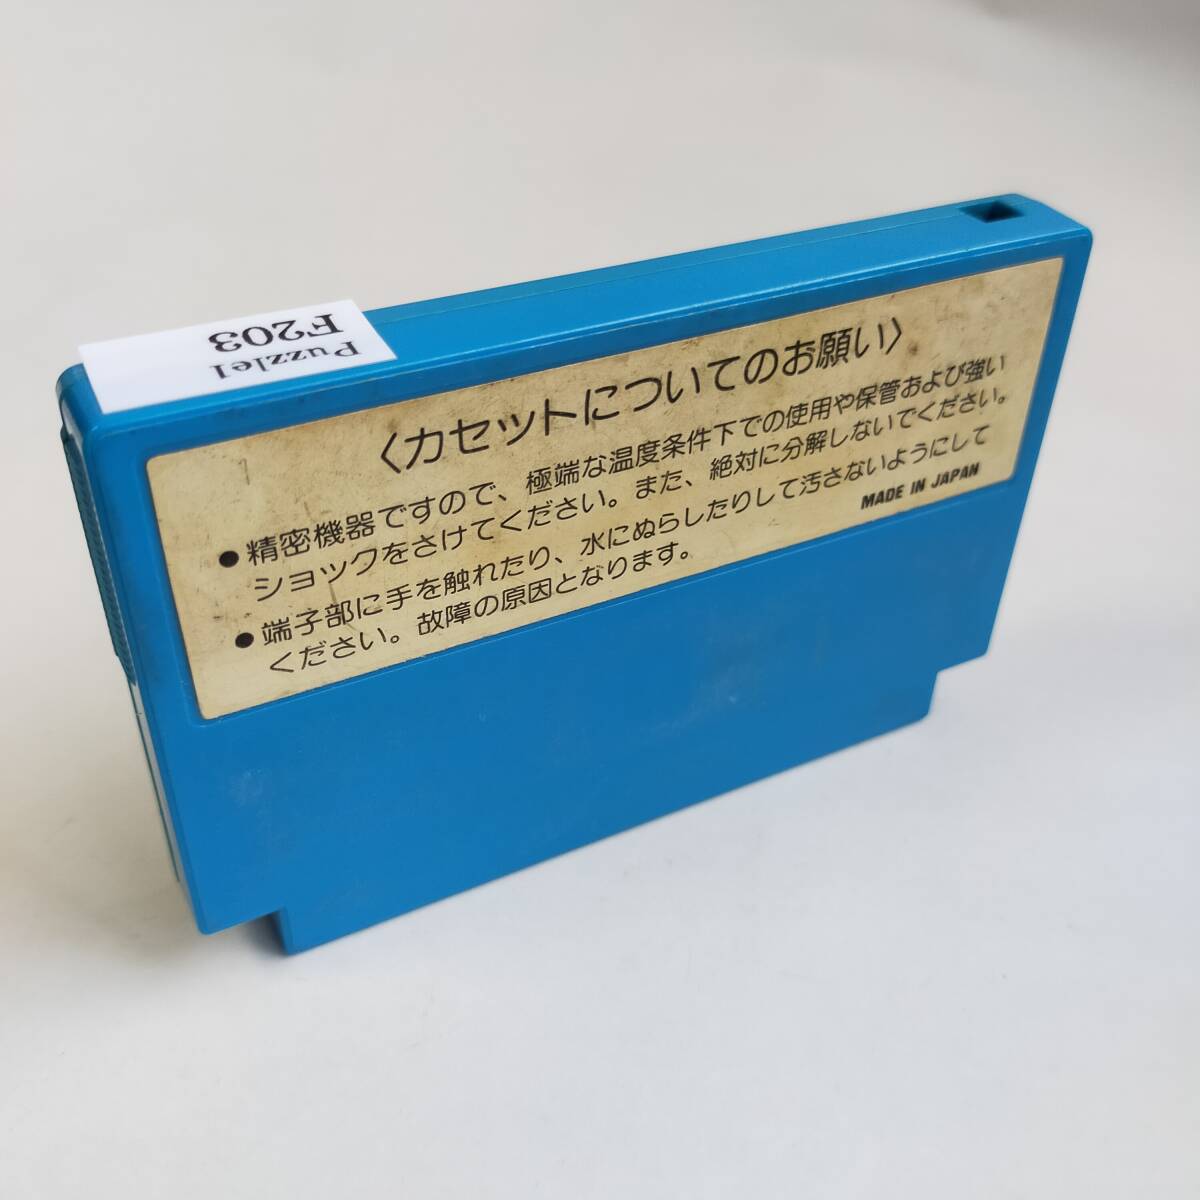 Puzzle1
F203
〈カセットについてのお願い〉
●精密機器ですので、極端な温度条件下での使用や保管および強い
ショックをさけてください。また、絶対に分解しないでください。
●端子部に手を触れたり、水にぬらしたりして汚さないようにして
ください。故障の原因となります。
MADE IN JAPAN